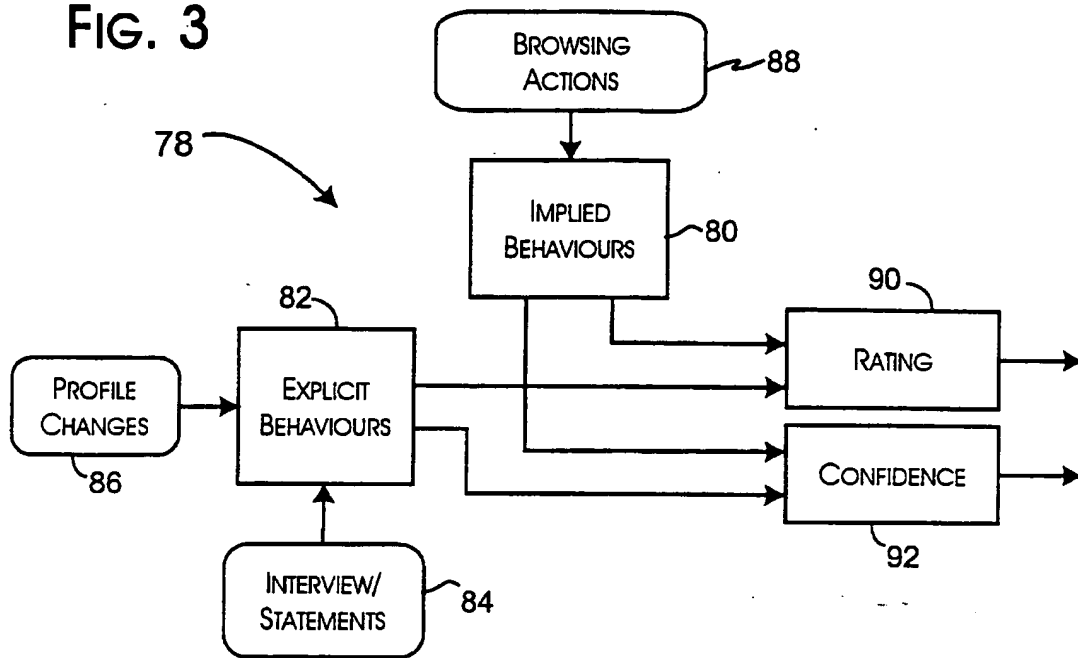 FIG. 3
BROWSING
ACTIONS
88
78
IMPLIED
BEHAVIOURS
80
82
90
EXPLICIT
BEHAVIOURS
RATING
PROFILE
CHANGES
86
CONFIDENCE
92
INTERVIEW/
STATEMENTS
84